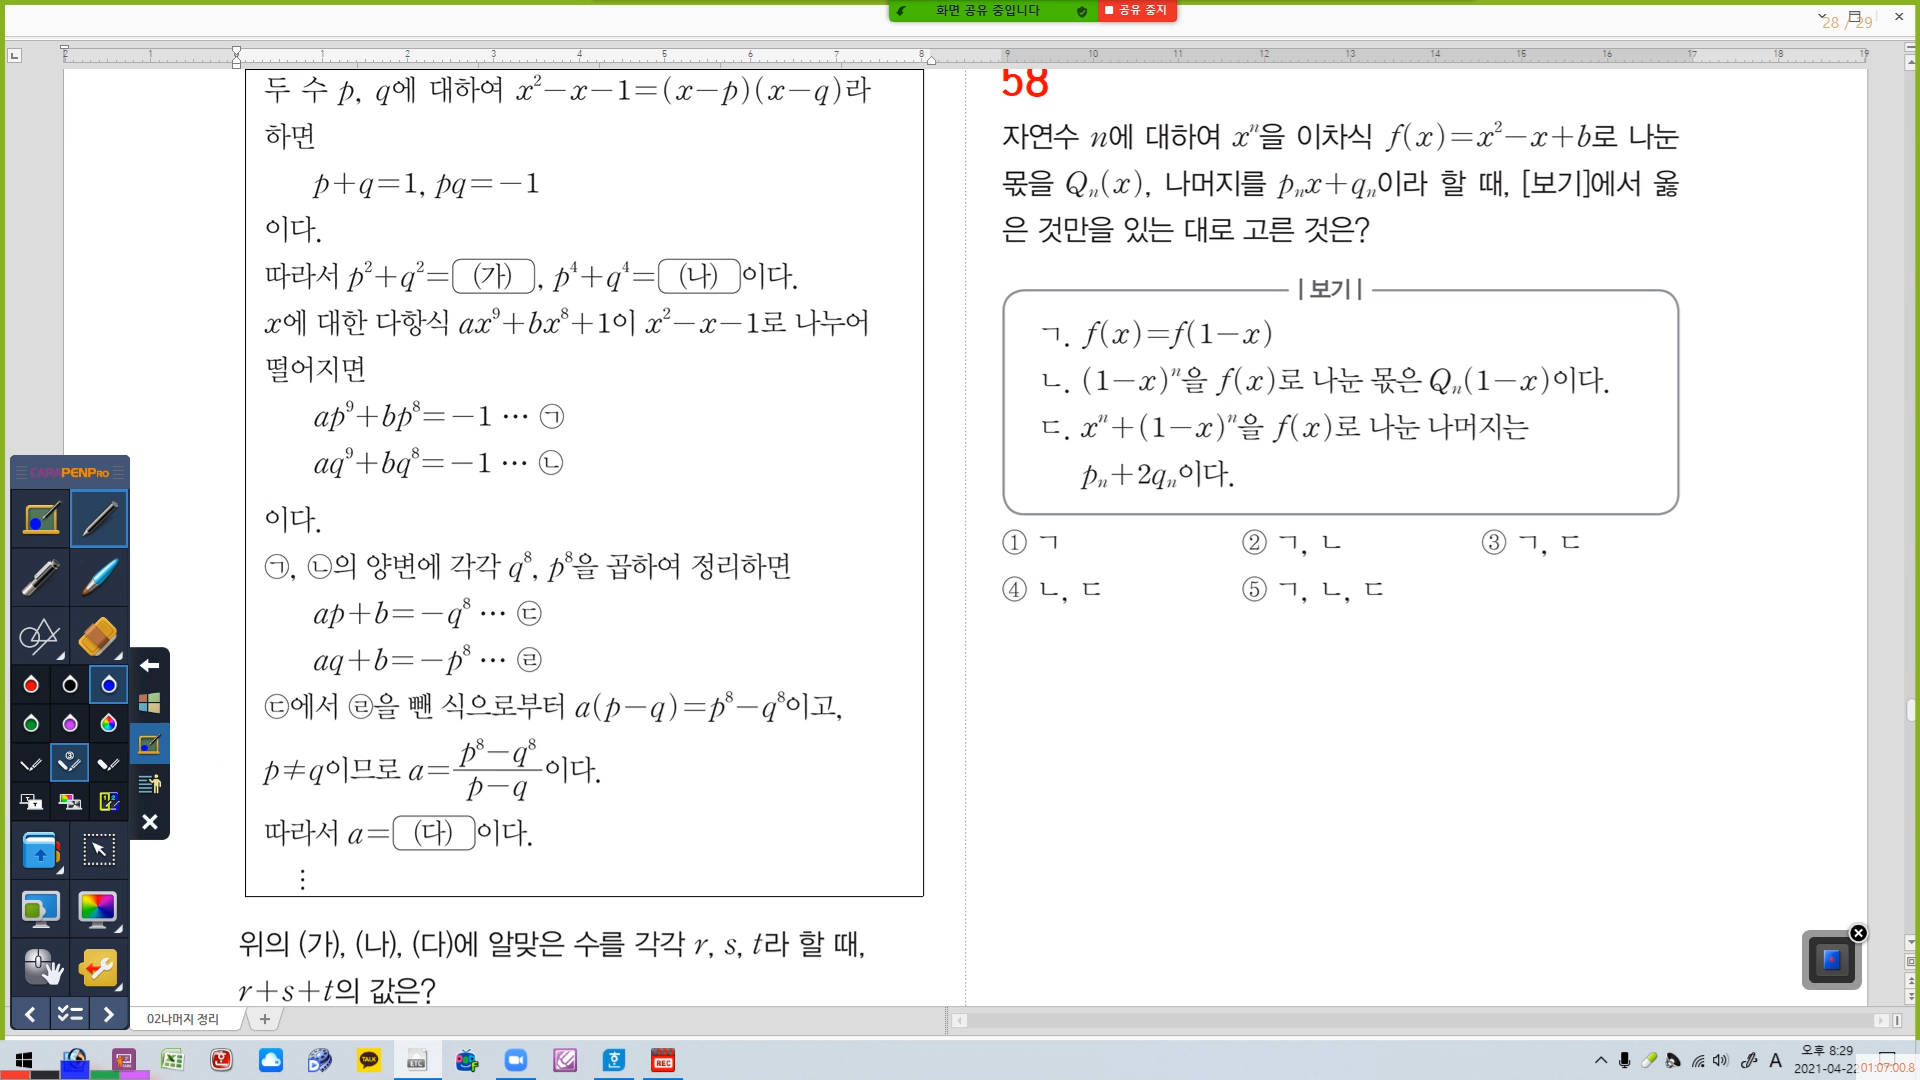 화면 공유 중입니다
공유 중지
28 / 29
두 수 p, q에 대하여 x²−x−1=(x−p)(x−q)라
하면
p+q=1, pq=−1
이다.
따라서 p²+q²=(가), p⁴+q⁴=(나)이다.
x에 대한 다항식 ax⁹+bx⁸+1이 x²−x−1로 나누어
떨어지면
ap⁹+bp⁸=−1 … ㉠
aq⁹+bq⁸=−1 … ㉡
이다.
㉠, ㉡의 양변에 각각 q⁸, p⁸을 곱하여 정리하면
ap+b=−q⁸ … ㉢
aq+b=−p⁸ … ㉣
㉢에서 ㉣을 뺀 식으로부터 a(p−q)=p⁸−q⁸이고,
p≠q이므로 a=(p⁸−q⁸)/(p−q)이다.
따라서 a=(다)이다.
⋮
위의 (가), (나), (다)에 알맞은 수를 각각 r, s, t라 할 때,
r+s+t의 값은?
58
자연수 n에 대하여 xⁿ을 이차식 f(x)=x²−x+b로 나눈
몫을 Qₙ(x), 나머지를 pₙx+qₙ이라 할 때, [보기]에서 옳
은 것만을 있는 대로 고른 것은?
|보기|
ㄱ. f(x)=f(1−x)
ㄴ. (1−x)ⁿ을 f(x)로 나눈 몫은 Qₙ(1−x)이다.
ㄷ. xⁿ+(1−x)ⁿ을 f(x)로 나눈 나머지는
pₙ+2qₙ이다.
① ㄱ ② ㄱ, ㄴ ③ ㄱ, ㄷ
④ ㄴ, ㄷ ⑤ ㄱ, ㄴ, ㄷ
CARAPENPRO
02나머지 정리
TALK
ETC
REC
A
오후 8:29
2021-04-22
01:07:00.8